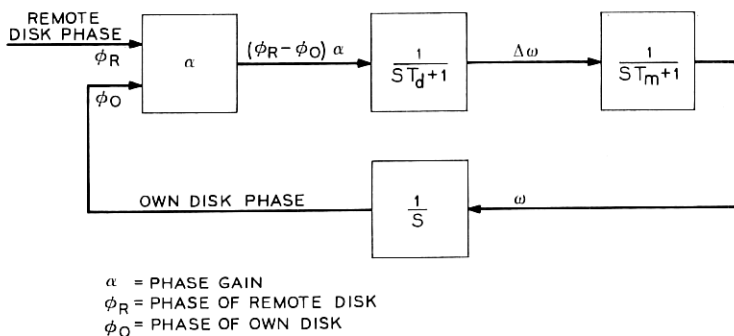 REMOTE
DISK PHASE
ϕR
ϕO
α
(ϕR−ϕO) α
1
STd+1
Δω
1
STm+1
OWN DISK PHASE
1
S
ω
α = PHASE GAIN
ϕR = PHASE OF REMOTE DISK
ϕO = PHASE OF OWN DISK